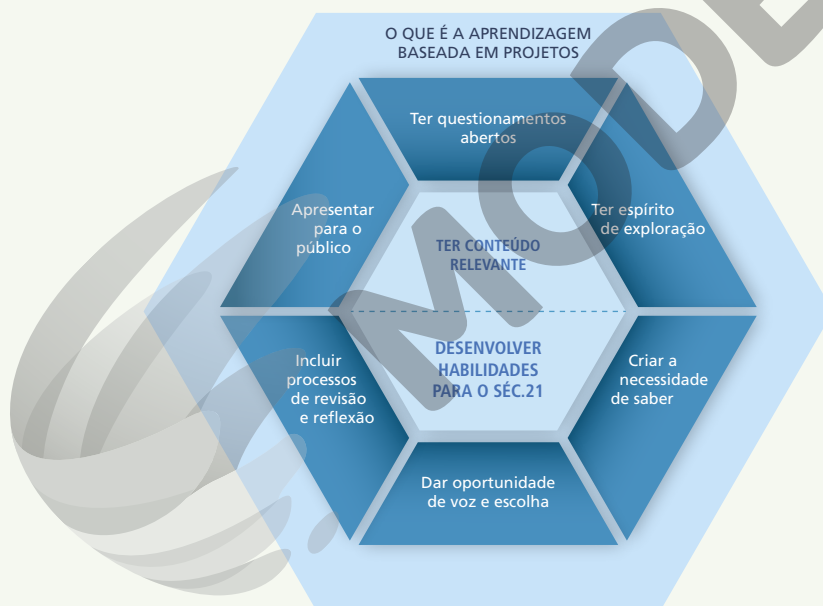 O QUE É A APRENDIZAGEM
BASEADA EM PROJETOS
Ter questionamentos
abertos
Ter espírito
de exploração
Criar a
necessidade
de saber
Dar oportunidade
de voz e escolha
Incluir
processos
de revisão
e reflexão
Apresentar
para o
público
TER CONTEÚDO
RELEVANTE
DESENVOLVER
HABILIDADES
PARA O SÉC.21
MODE